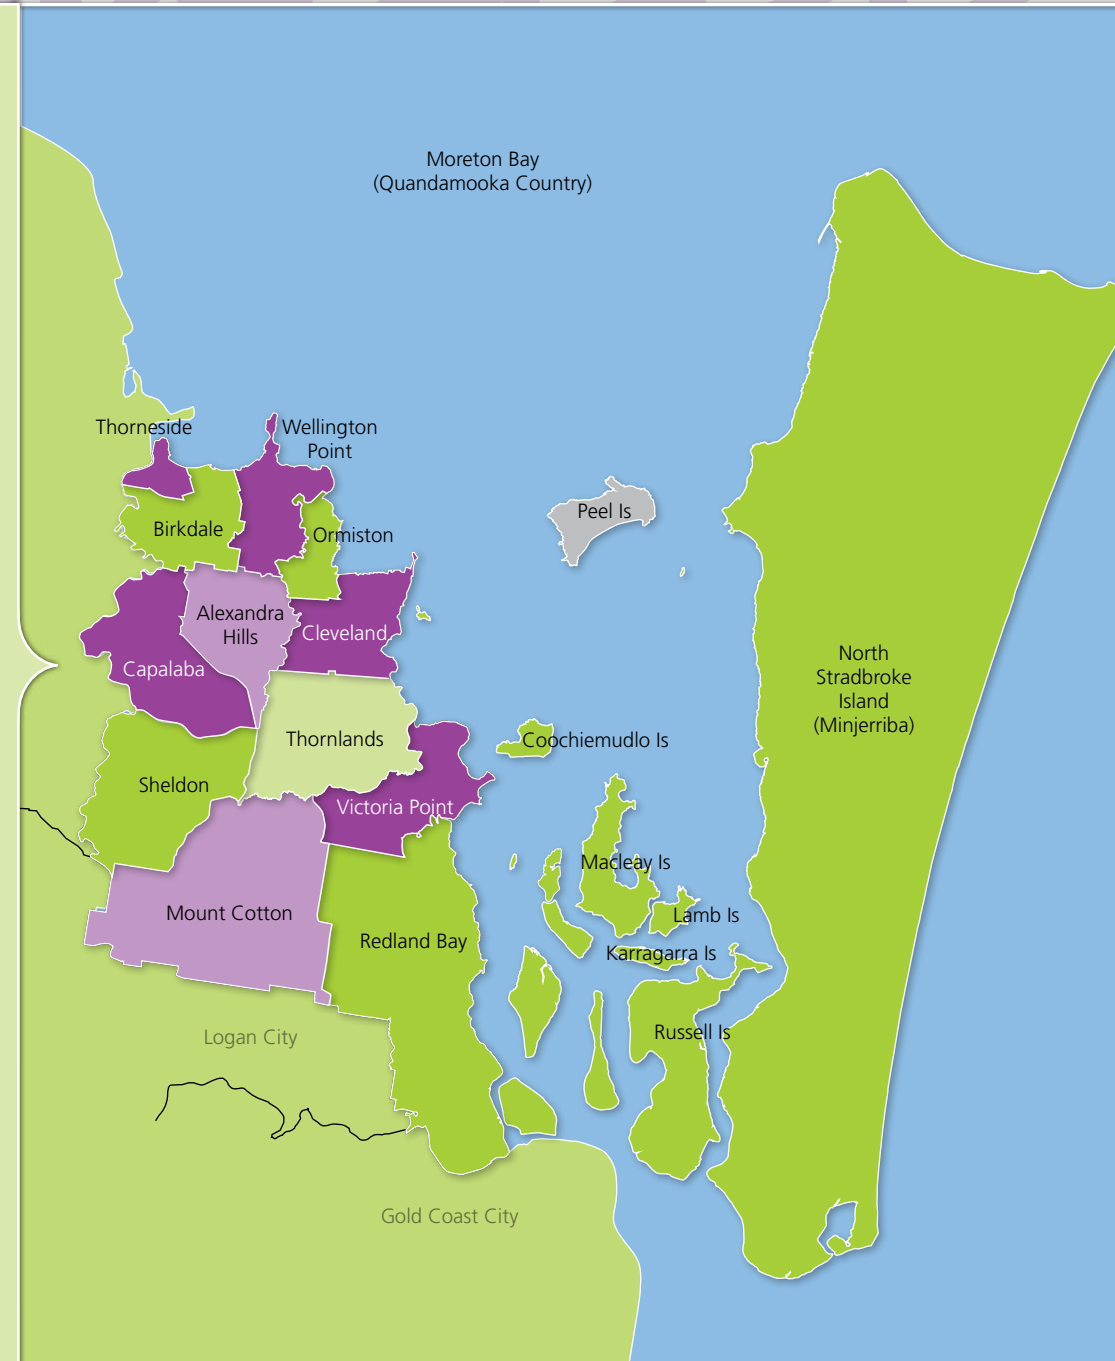 Moreton Bay
(Quandamooka Country)
Thorneside
Wellington
Point
Peel Is
Birkdale
Ormiston
Alexandra
Hills
Cleveland
Capalaba
North
Stradbroke
Island
(Minjerriba)
Thornlands
Coochiemudlo Is
Sheldon
Victoria Point
Macleay Is
Mount Cotton
Lamb Is
Redland Bay
Karragarra Is
Russell Is
Logan City
Gold Coast City